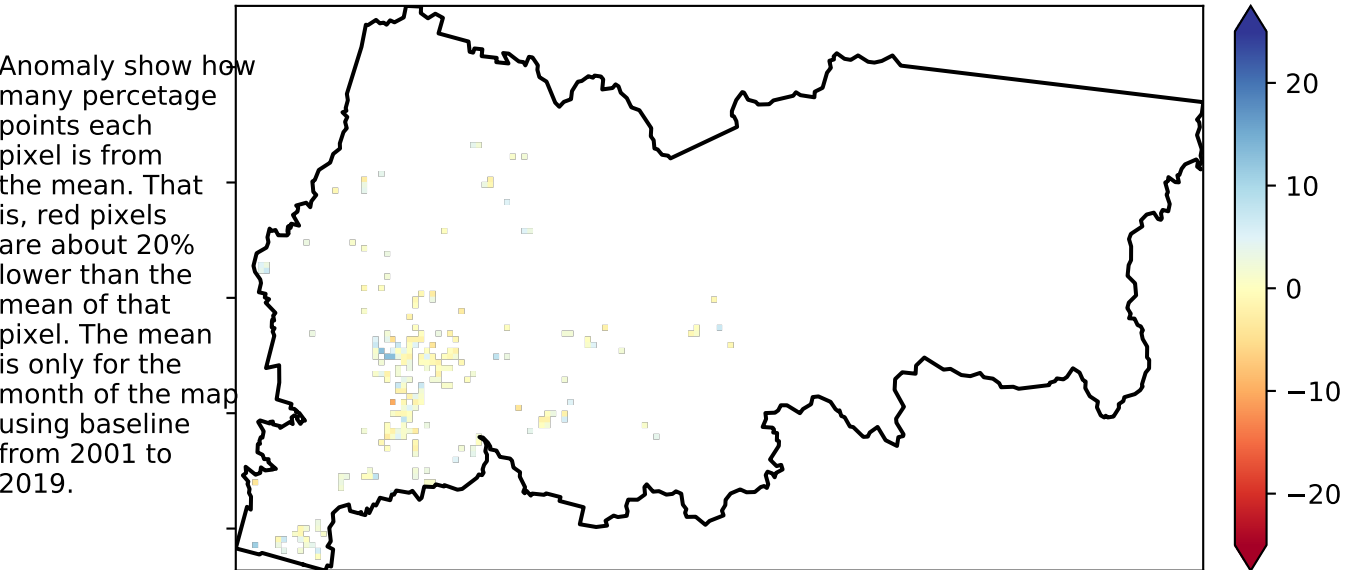 Anomaly show how
many percetage
points each
pixel is from
the mean. That
is, red pixels
are about 20%
lower than the
mean of that
pixel. The mean
is only for the
month of the map
using baseline
from 2001 to
2019.
20
10
0
−10
−20